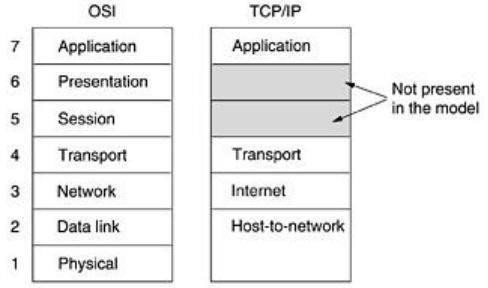 OSI TCP/IP
7 Application Application
6 Presentation
Not present
in the model
5 Session
4 Transport Transport
3 Network Internet
2 Data link Host-to-network
1 Physical